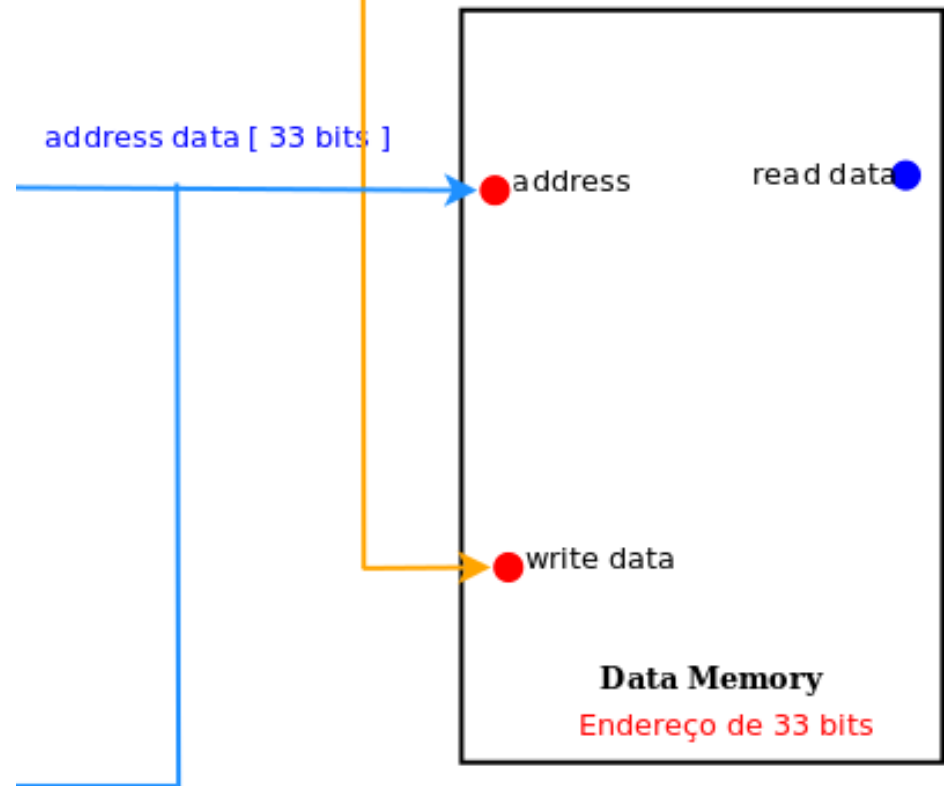 address data [ 33 bits ]
address
read data
write data
Data Memory
Endereço de 33 bits